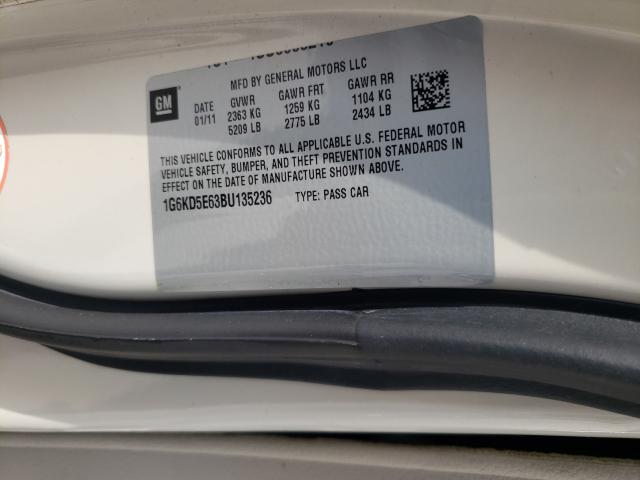 MFD BY GENERAL MOTORS LLC
GM
DATE GVWR GAWR FRT GAWR RR
01/11 2363 KG 1259 KG 1104 KG
5209 LB 2775 LB 2434 LB
THIS VEHICLE CONFORMS TO ALL APPLICABLE U.S. FEDERAL MOTOR
VEHICLE SAFETY, BUMPER, AND THEFT PREVENTION STANDARDS IN
EFFECT ON THE DATE OF MANUFACTURE SHOWN ABOVE.
1G6KD5E63BU135236 TYPE: PASS CAR